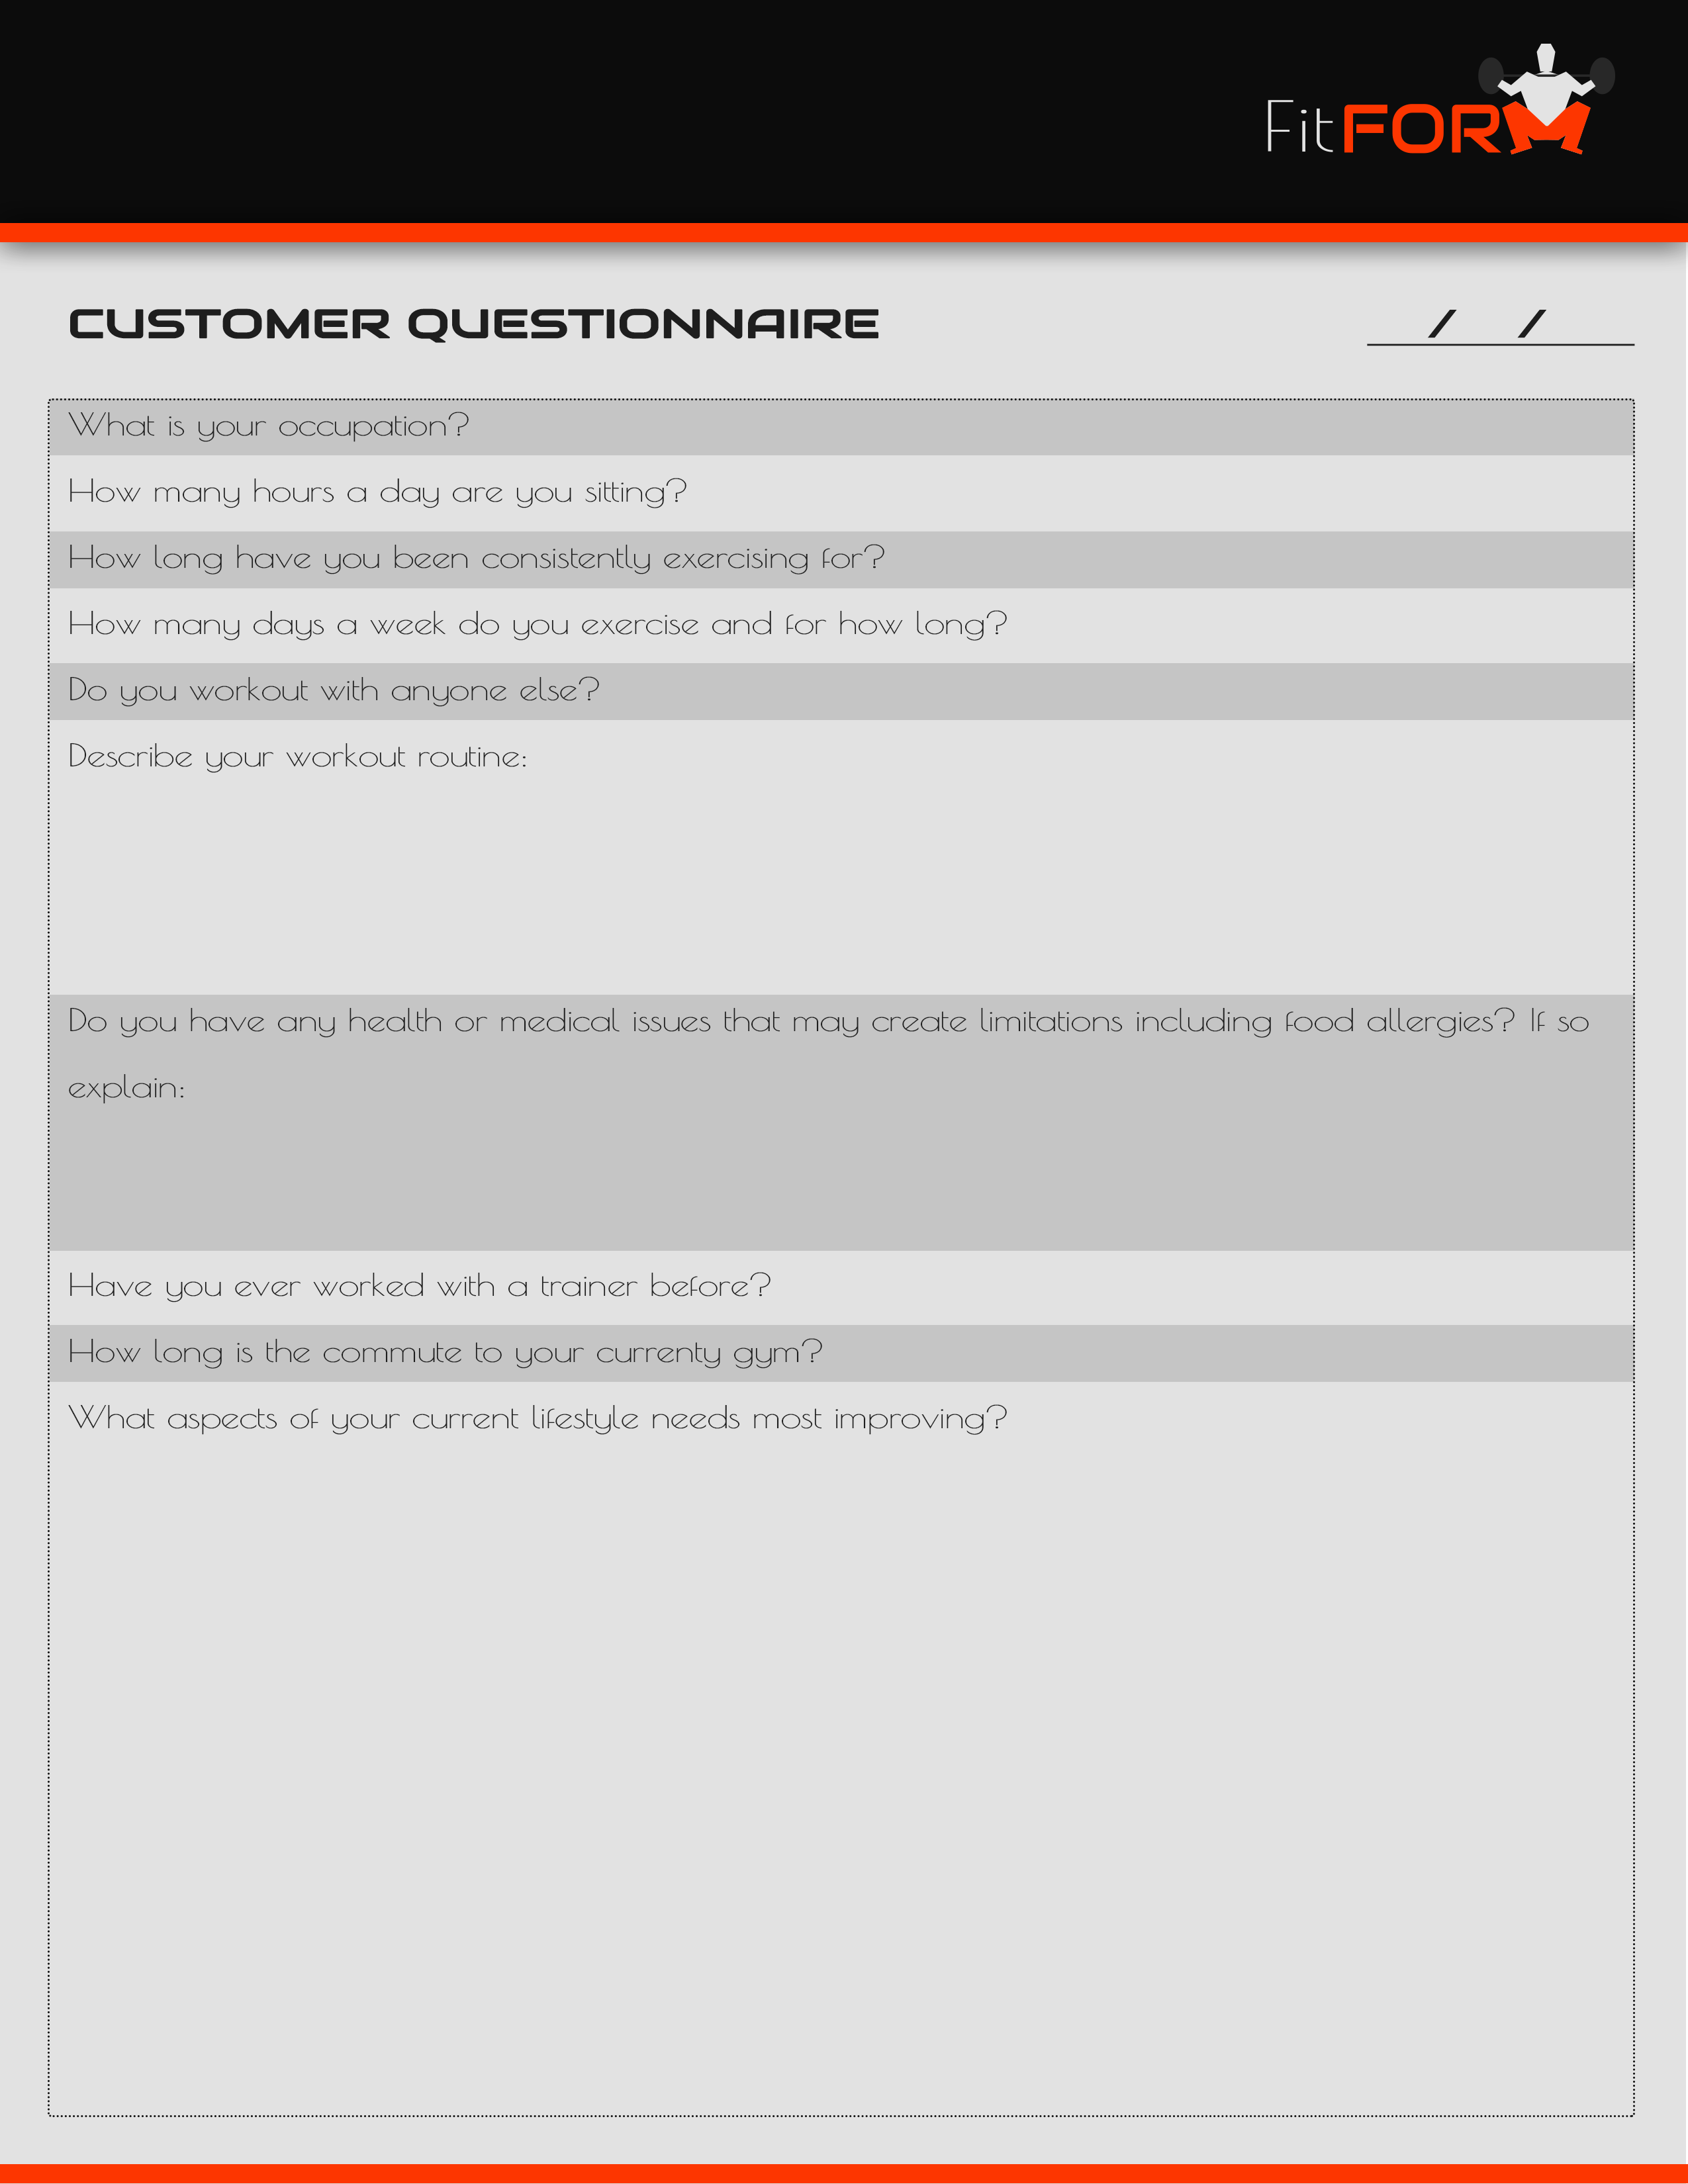 FitFORM
CUSTOMER QUESTIONNAIRE / /
What is your occupation?
How many hours a day are you sitting?
How long have you been consistently exercising for?
How many days a week do you exercise and for how long?
Do you workout with anyone else?
Describe your workout routine:
Do you have any health or medical issues that may create limitations including food allergies? If so
explain:
Have you ever worked with a trainer before?
How long is the commute to your currenty gym?
What aspects of your current lifestyle needs most improving?